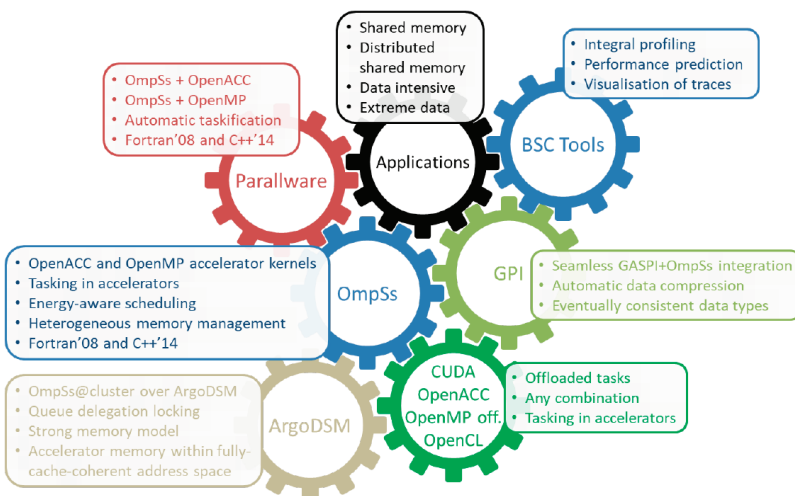 • Shared memory
• Distributed
shared memory
• Data intensive
• Extreme data
Applications
• Integral profiling
• Performance prediction
• Visualisation of traces
BSC Tools
• OmpSs + OpenACC
• OmpSs + OpenMP
• Automatic taskification
• Fortran’08 and C++’14
Parallware
• OpenACC and OpenMP accelerator kernels
• Tasking in accelerators
• Energy-aware scheduling
• Heterogeneous memory management
• Fortran’08 and C++’14
OmpSs
GPI
• Seamless GASPI+OmpSs integration
• Automatic data compression
• Eventually consistent data types
• OmpSs@cluster over ArgoDSM
• Queue delegation locking
• Strong memory model
• Accelerator memory within fully-
cache-coherent address space
ArgoDSM
CUDA
OpenACC
OpenMP off.
OpenCL
• Offloaded tasks
• Any combination
• Tasking in accelerators